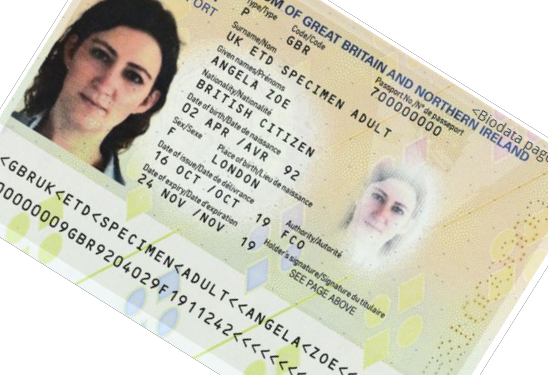 OM OF GREAT BRITAIN AND NORTHERN IRELAND
PORT
Type/Type Code/Code Passport No./Nº de passeport
P GBR 700000000
Surname/Nom
UK ETD SPECIMEN ADULT
Given names/Prénoms
ANGELA ZOE
Nationality/Nationalité
BRITISH CITIZEN
Date of birth/Date de naissance
02 APR /AVR 92
Sex/Sexe Place of birth/Lieu de naissance
F LONDON
Date of issue/Date de délivrance Authority/Autorité
16 OCT /OCT 19 FCO
Date of expiry/Date d'expiration Holder's signature/Signature du titulaire
24 NOV /NOV 19 SEE PAGE ABOVE
<GBRUK<ETD<SPECIMEN<ADULT<<ANGELA<ZOE<<
00000009GBR9204029F1911242<<<<<<<
<Biodata page